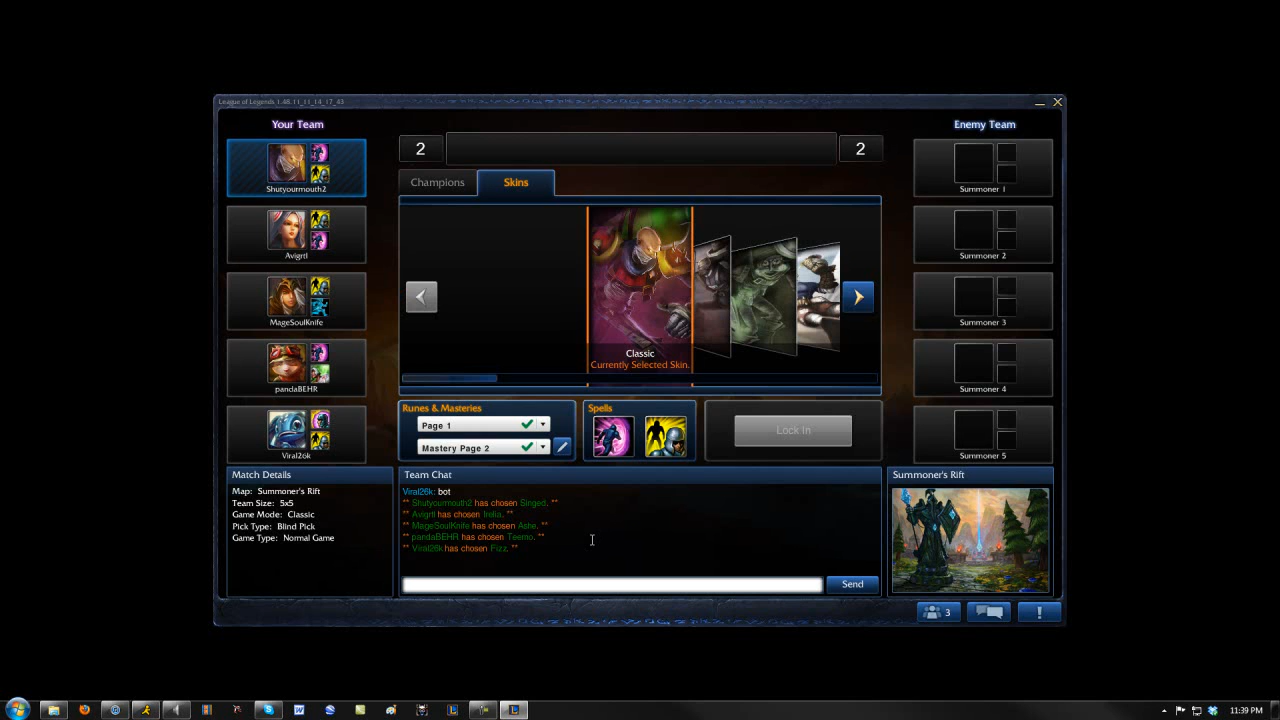 League of Legends 1.48.11_11_14_17_43
Your Team
Enemy Team
2
2
Champions
Skins
Shutyourmouth2
Avigrtl
MageSoulKnife
pandaBEHR
Viral26k
Summoner 1
Summoner 2
Summoner 3
Summoner 4
Summoner 5
Classic
Currently Selected Skin.
Runes & Masteries
Page 1
Mastery Page 2
Spells
Lock In
Match Details
Map: Summoner's Rift
Team Size: 5x5
Game Mode: Classic
Pick Type: Blind Pick
Game Type: Normal Game
Team Chat
Viral26k: bot
** Shutyourmouth2 has chosen Singed. **
** Avigrtl has chosen Irelia. **
** MageSoulKnife has chosen Ashe. **
** pandaBEHR has chosen Teemo. **
** Viral26k has chosen Fizz. **
Send
Summoner's Rift
3
11:39 PM